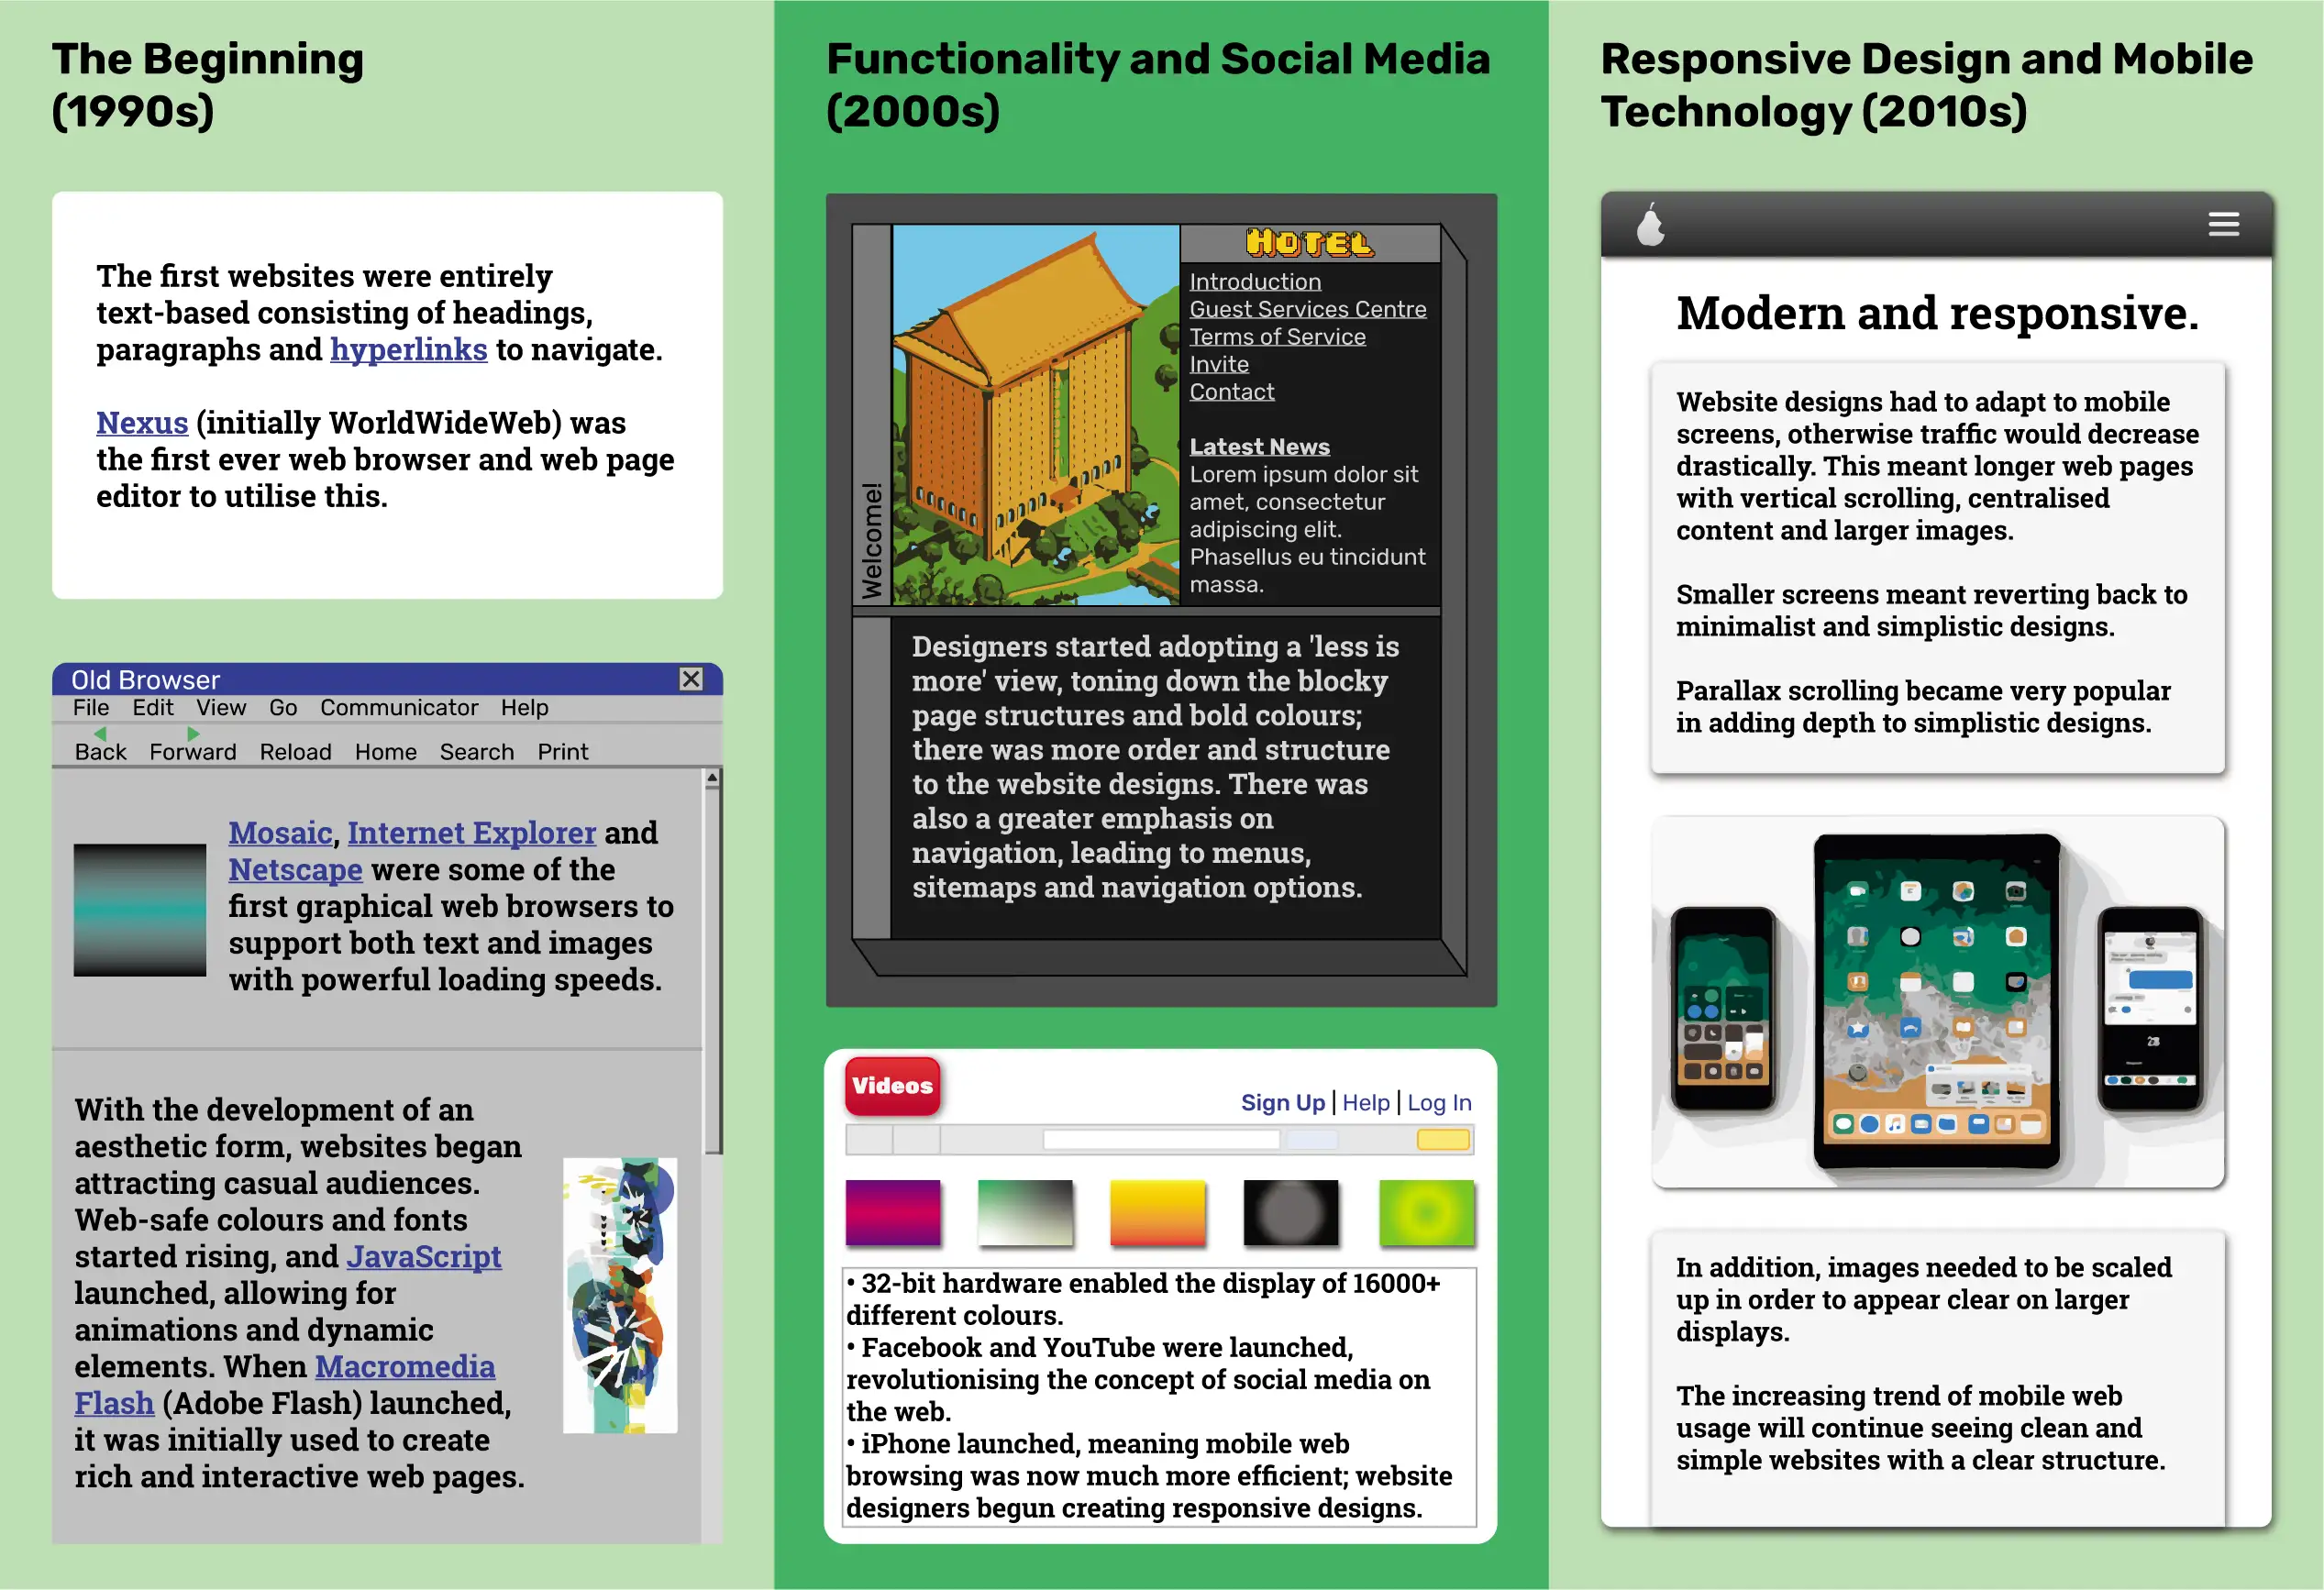 The Beginning
(1990s)
The first websites were entirely
text-based consisting of headings,
paragraphs and hyperlinks to navigate.
Nexus (initially WorldWideWeb) was
the first ever web browser and web page
editor to utilise this.
Old Browser
File Edit View Go Communicator Help
Back Forward Reload Home Search Print
Mosaic, Internet Explorer and
Netscape were some of the
first graphical web browsers to
support both text and images
with powerful loading speeds.
With the development of an
aesthetic form, websites began
attracting casual audiences.
Web-safe colours and fonts
started rising, and JavaScript
launched, allowing for
animations and dynamic
elements. When Macromedia
Flash (Adobe Flash) launched,
it was initially used to create
rich and interactive web pages.
Functionality and Social Media
(2000s)
Welcome!
HOTEL
Introduction
Guest Services Centre
Terms of Service
Invite
Contact
Latest News
Lorem ipsum dolor sit
amet, consectetur
adipiscing elit.
Phasellus eu tincidunt
massa.
Designers started adopting a 'less is
more' view, toning down the blocky
page structures and bold colours;
there was more order and structure
to the website designs. There was
also a greater emphasis on
navigation, leading to menus,
sitemaps and navigation options.
Videos
Sign Up | Help | Log In
• 32-bit hardware enabled the display of 16000+
different colours.
• Facebook and YouTube were launched,
revolutionising the concept of social media on
the web.
• iPhone launched, meaning mobile web
browsing was now much more efficient; website
designers begun creating responsive designs.
Responsive Design and Mobile
Technology (2010s)
Modern and responsive.
Website designs had to adapt to mobile
screens, otherwise traffic would decrease
drastically. This meant longer web pages
with vertical scrolling, centralised
content and larger images.
Smaller screens meant reverting back to
minimalist and simplistic designs.
Parallax scrolling became very popular
in adding depth to simplistic designs.
In addition, images needed to be scaled
up in order to appear clear on larger
displays.
The increasing trend of mobile web
usage will continue seeing clean and
simple websites with a clear structure.